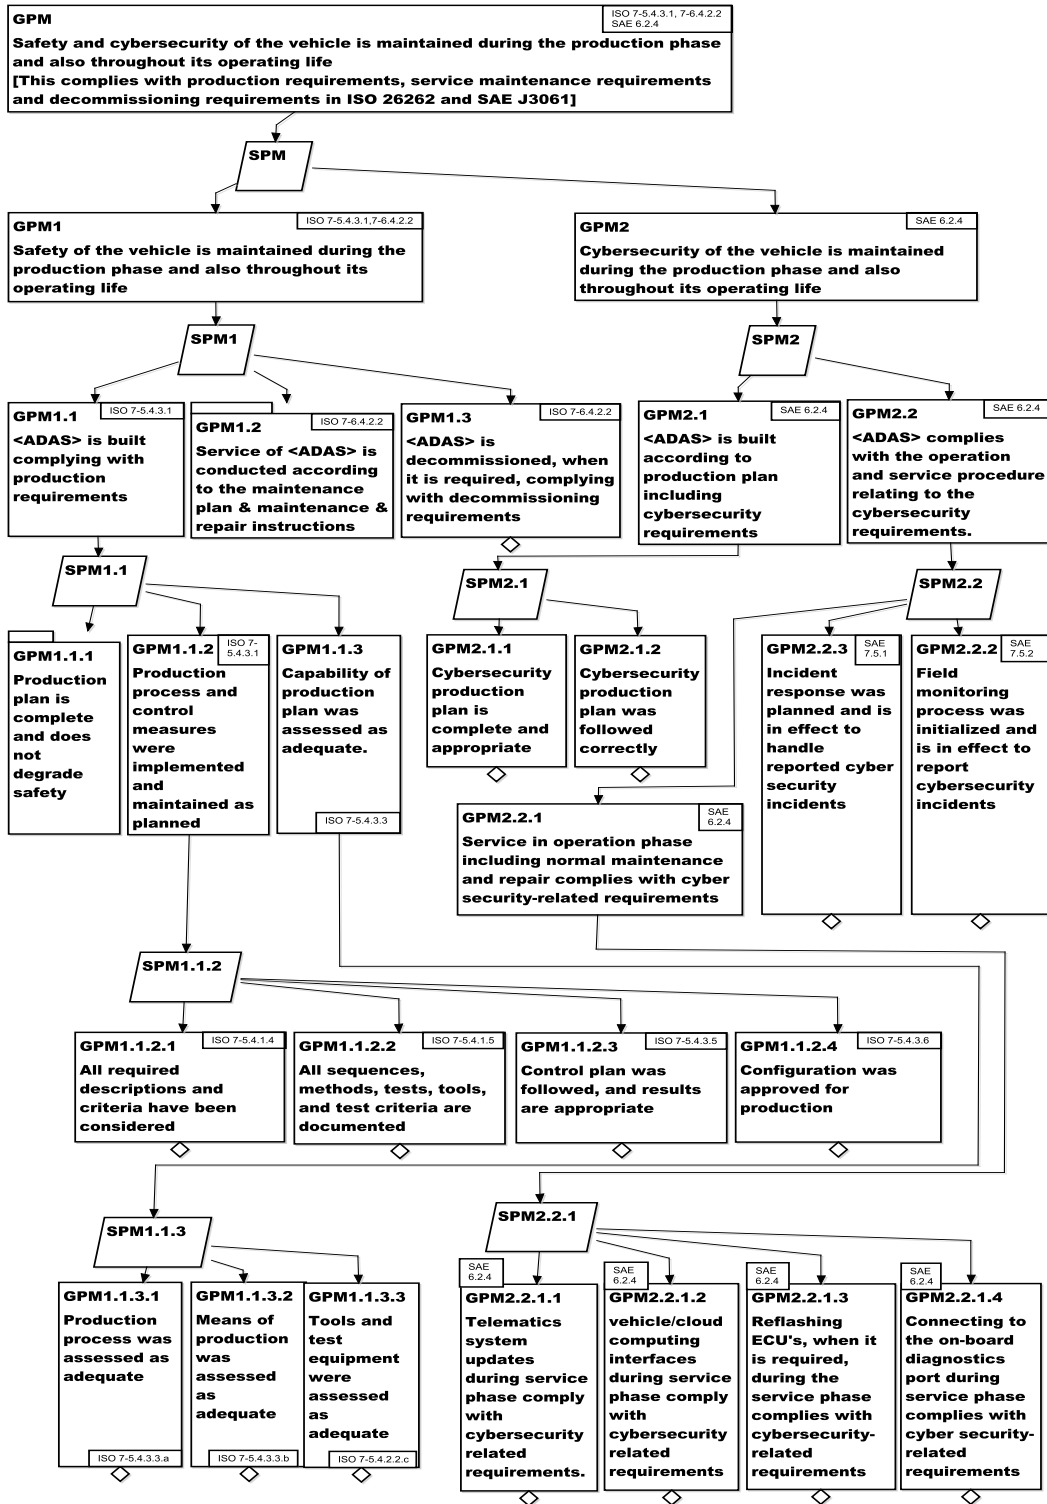 GPM
ISO 7-5.4.3.1, 7-6.4.2.2
SAE 6.2.4
Safety and cybersecurity of the vehicle is maintained during the production phase
and also throughout its operating life
[This complies with production requirements, service maintenance requirements
and decommissioning requirements in ISO 26262 and SAE J3061]
SPM
GPM1
ISO 7-5.4.3.1,7-6.4.2.2
Safety of the vehicle is maintained during the
production phase and also throughout its
operating life
GPM2
SAE 6.2.4
Cybersecurity of the vehicle is maintained
during the production phase and also
throughout its operating life
SPM1
SPM2
GPM1.1
ISO 7-5.4.3.1
<ADAS> is built
complying with
production
requirements
GPM1.2
ISO 7-6.4.2.2
Service of <ADAS> is
conducted according
to the maintenance
plan & maintenance &
repair instructions
GPM1.3
ISO 7-6.4.2.2
<ADAS> is
decommissioned, when
it is required, complying
with decommissioning
requirements
GPM2.1
SAE 6.2.4
<ADAS> is built
according to
production plan
including
cybersecurity
requirements
GPM2.2
SAE 6.2.4
<ADAS> complies
with the operation
and service procedure
relating to the
cybersecurity
requirements.
SPM1.1
SPM2.1
SPM2.2
GPM1.1.1
Production
plan is
complete
and does
not
degrade
safety
GPM1.1.2
ISO 7-
5.4.3.1
Production
process and
control
measures
were
implemented
and
maintained as
planned
GPM1.1.3
Capability of
production
plan was
assessed as
adequate.
ISO 7-5.4.3.3
GPM2.1.1
Cybersecurity
production
plan is
complete and
appropriate
GPM2.1.2
Cybersecurity
production
plan was
followed
correctly
GPM2.2.3
SAE
7.5.1
Incident
response was
planned and is
in effect to
handle
reported cyber
security
incidents
GPM2.2.2
SAE
7.5.2
Field
monitoring
process was
initialized and
is in effect to
report
cybersecurity
incidents
GPM2.2.1
SAE
6.2.4
Service in operation phase
including normal maintenance
and repair complies with cyber
security-related requirements
SPM1.1.2
GPM1.1.2.1
ISO 7-5.4.1.4
All required
descriptions and
criteria have been
considered
GPM1.1.2.2
ISO 7-5.4.1.5
All sequences,
methods, tests, tools,
and test criteria are
documented
GPM1.1.2.3
ISO 7-5.4.3.5
Control plan was
followed, and results
are appropriate
GPM1.1.2.4
ISO 7-5.4.3.6
Configuration was
approved for
production
SPM1.1.3
SPM2.2.1
GPM1.1.3.1
Production
process was
assessed as
adequate
ISO 7-5.4.3.3.a
GPM1.1.3.2
Means of
production
was
assessed
as
adequate
ISO 7-5.4.3.3.b
GPM1.1.3.3
Tools and
test
equipment
were
assessed
as
adequate
ISO 7-5.4.2.2.c
SAE
6.2.4
GPM2.2.1.1
Telematics
system
updates
during service
phase comply
with
cybersecurity
related
requirements.
SAE
6.2.4
GPM2.2.1.2
vehicle/cloud
computing
interfaces
during service
phase comply
with
cybersecurity
related
requirements
SAE
6.2.4
GPM2.2.1.3
Reflashing
ECU's, when it
is required,
during the
service phase
complies with
cybersecurity-
related
requirements
SAE
6.2.4
GPM2.2.1.4
Connecting to
the on-board
diagnostics
port during
service phase
complies with
cyber security-
related
requirements